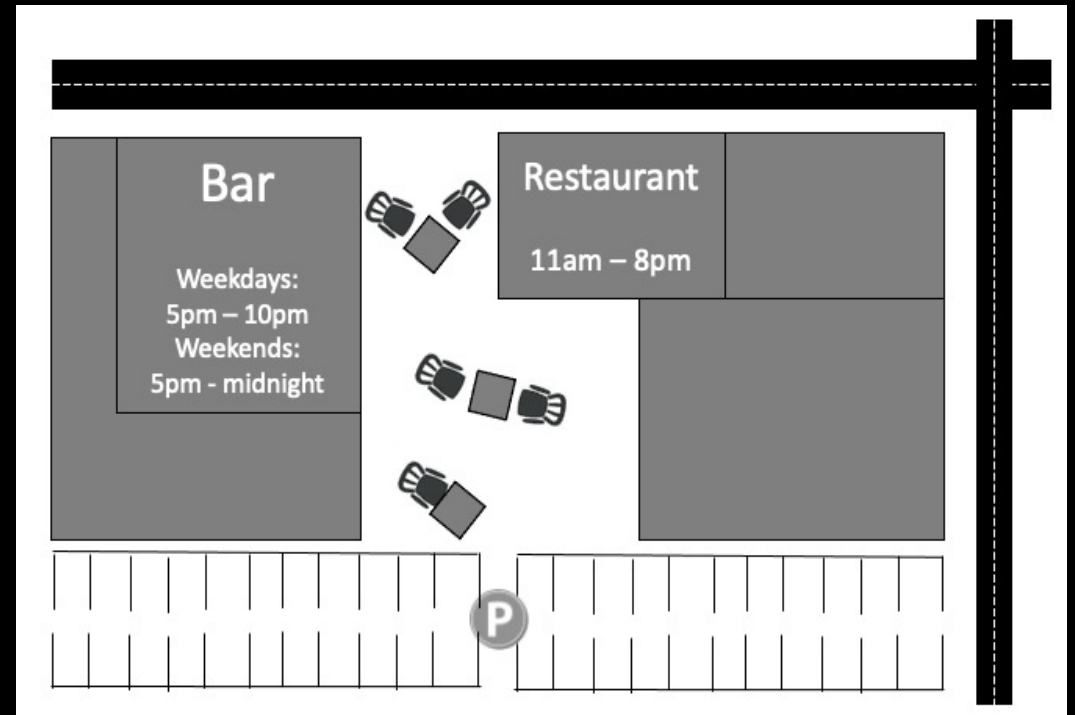 Bar
Weekdays:
5pm – 10pm
Weekends:
5pm - midnight
Restaurant
11am – 8pm
P